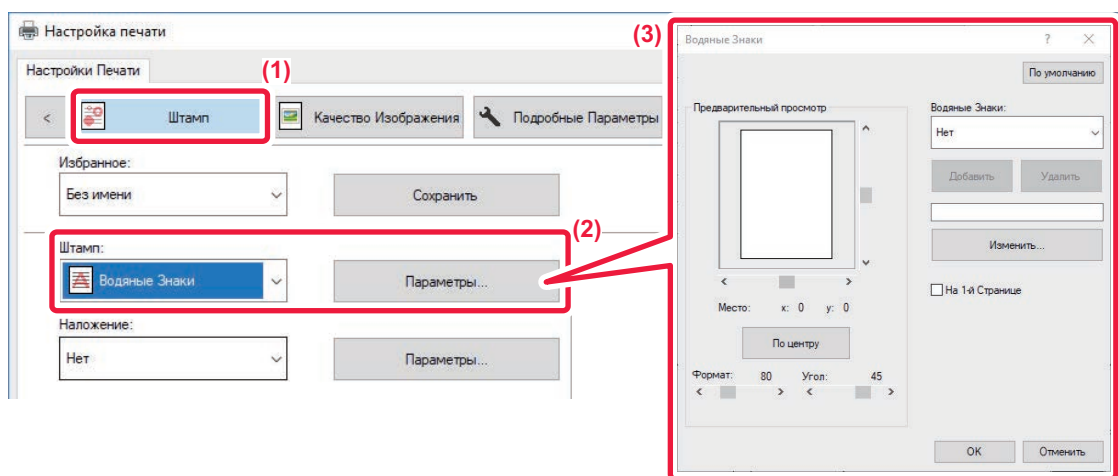 Настройка печати
Настройки Печати
(1)
< Штамп Качество Изображения Подробные Параметры
Избранное:
Без имени Сохранить
(2)
Штамп:
Водяные Знаки Параметры...
Наложение:
Нет Параметры...
(3)
Водяные Знаки ? ×
По умолчанию
Предварительный просмотр
Место: x: 0 y: 0
По центру
Формат: 80 Угол: 45
Водяные Знаки:
Нет
Добавить Удалить
Изменить...
На 1-й Странице
OK Отменить